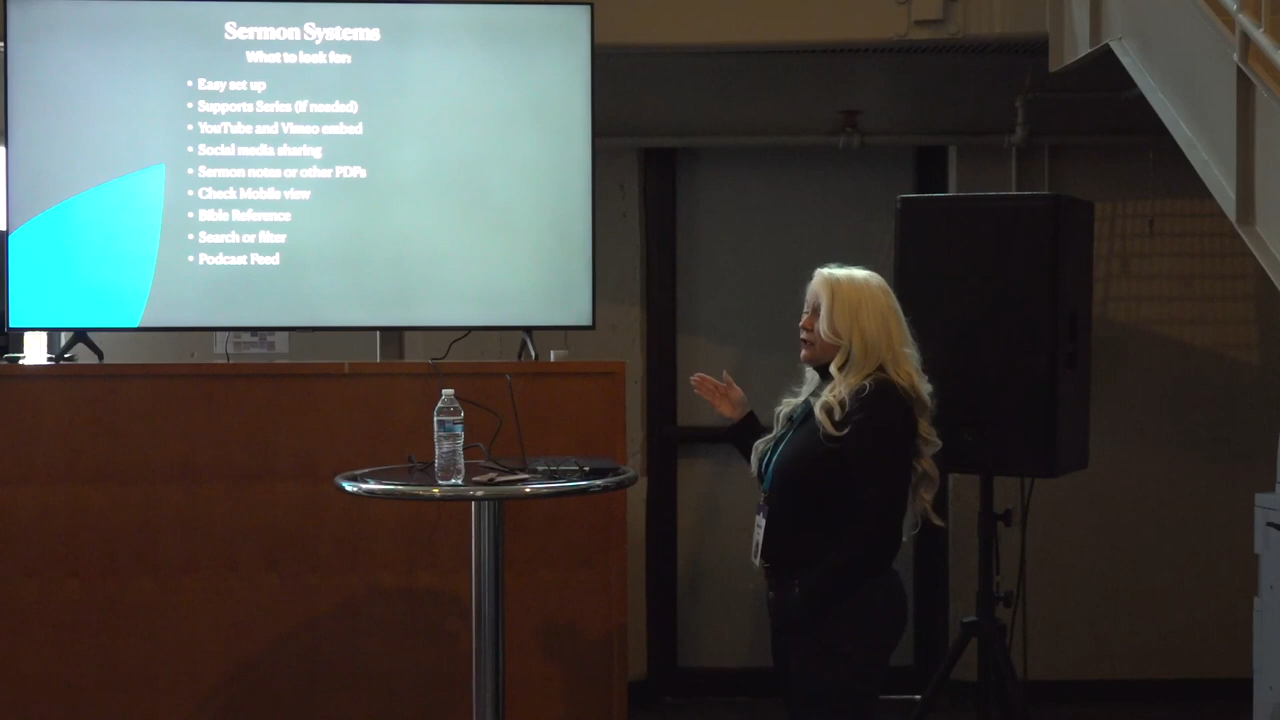 Sermon Systems
What to look for:
• Easy set up
• Supports Series (if needed)
• YouTube and Vimeo embed
• Social media sharing
• Sermon notes or other PDFs
• Check Mobile view
• Bible Reference
• Search or filter
• Podcast Feed